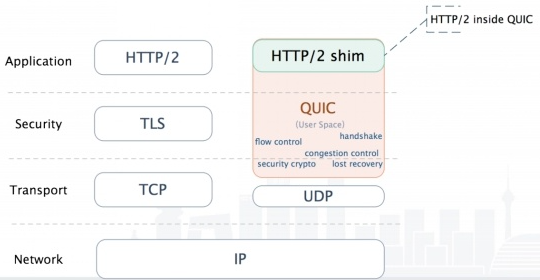 HTTP/2 inside QUIC
Application
HTTP/2
HTTP/2 shim
QUIC
(User Space)
Security
TLS
handshake
flow control
congestion control
security crypto
lost recovery
Transport
TCP
UDP
Network
IP